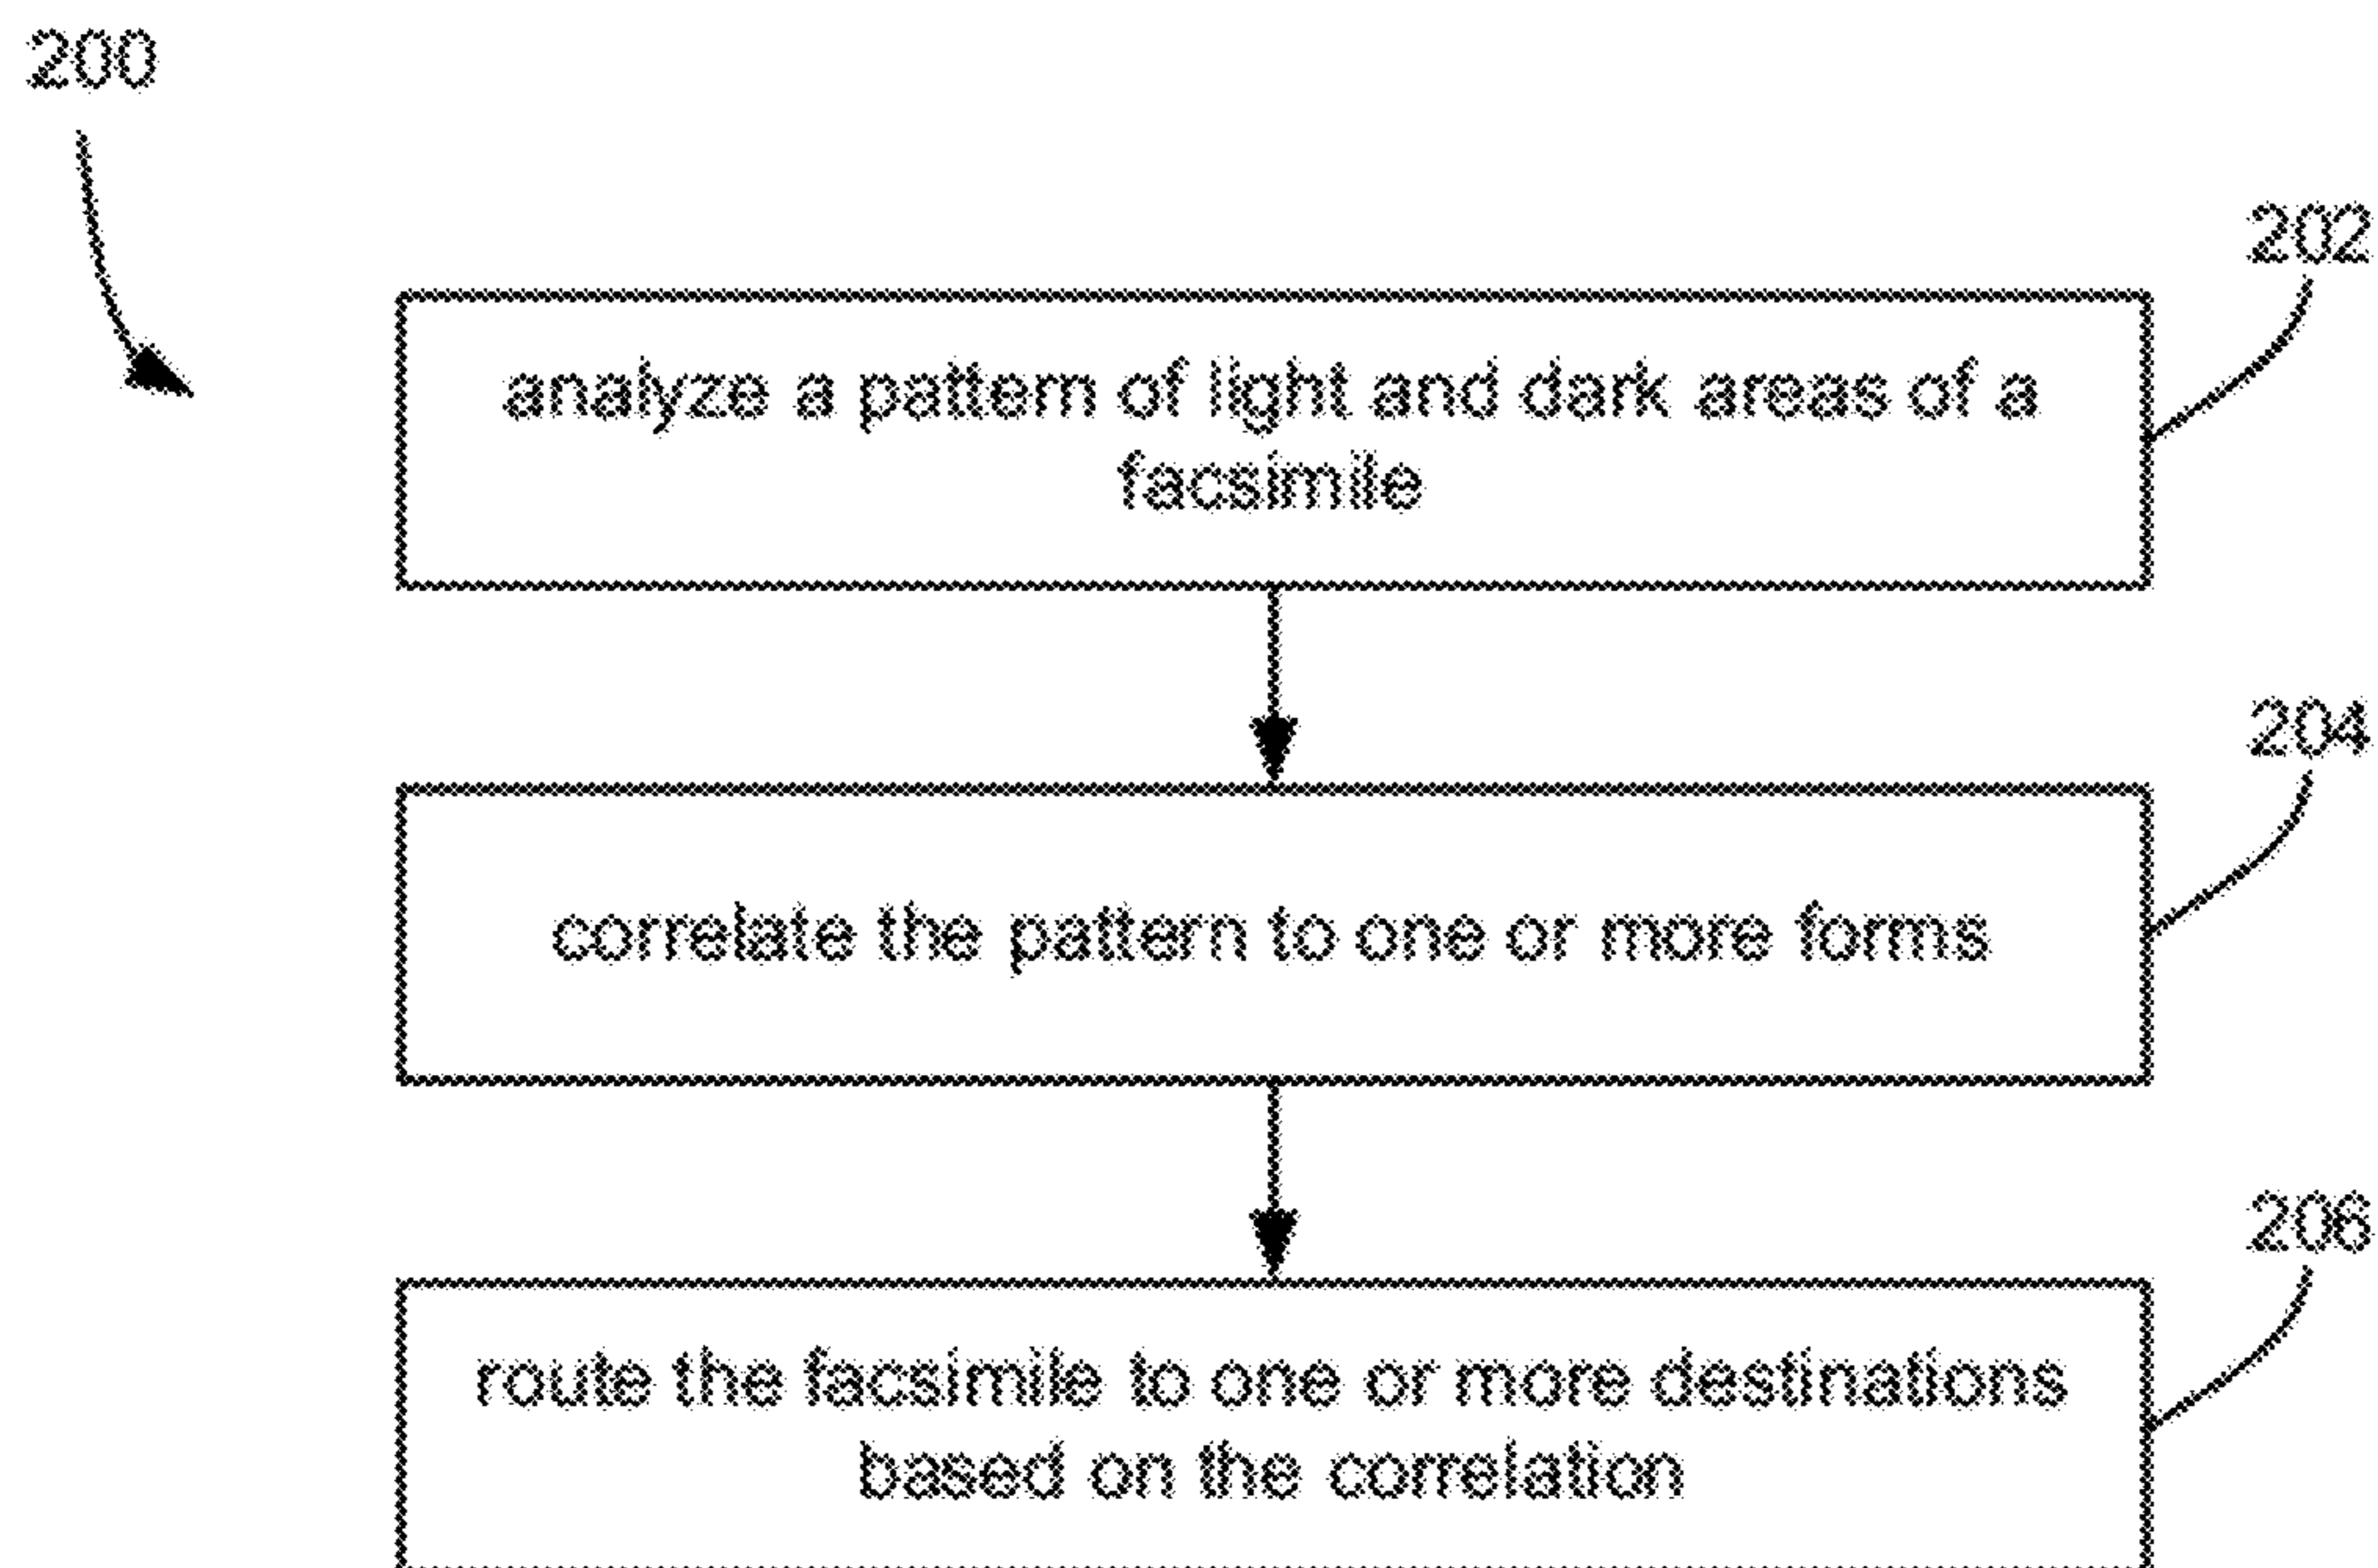 200
202
analyze a pattern of light and dark areas of a
facsimile
204
correlate the pattern to one or more forms
206
route the facsimile to one or more destinations
based on the correlation